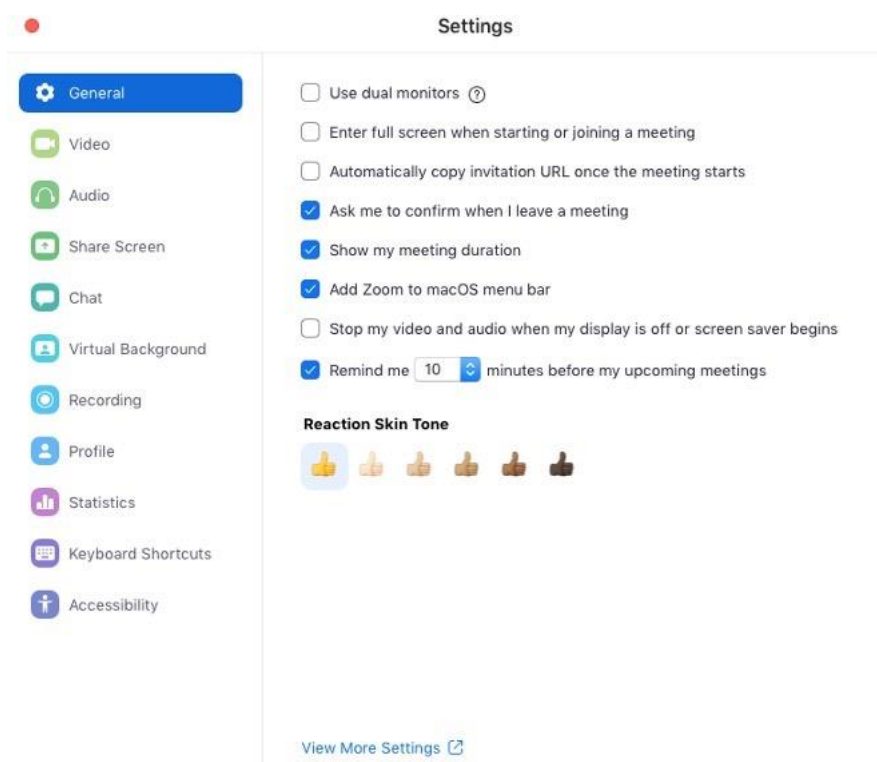 Settings
General
Video
Audio
Share Screen
Chat
Virtual Background
Recording
Profile
Statistics
Keyboard Shortcuts
Accessibility
Use dual monitors ?
Enter full screen when starting or joining a meeting
Automatically copy invitation URL once the meeting starts
Ask me to confirm when I leave a meeting
Show my meeting duration
Add Zoom to macOS menu bar
Stop my video and audio when my display is off or screen saver begins
Remind me 10 minutes before my upcoming meetings
Reaction Skin Tone
View More Settings